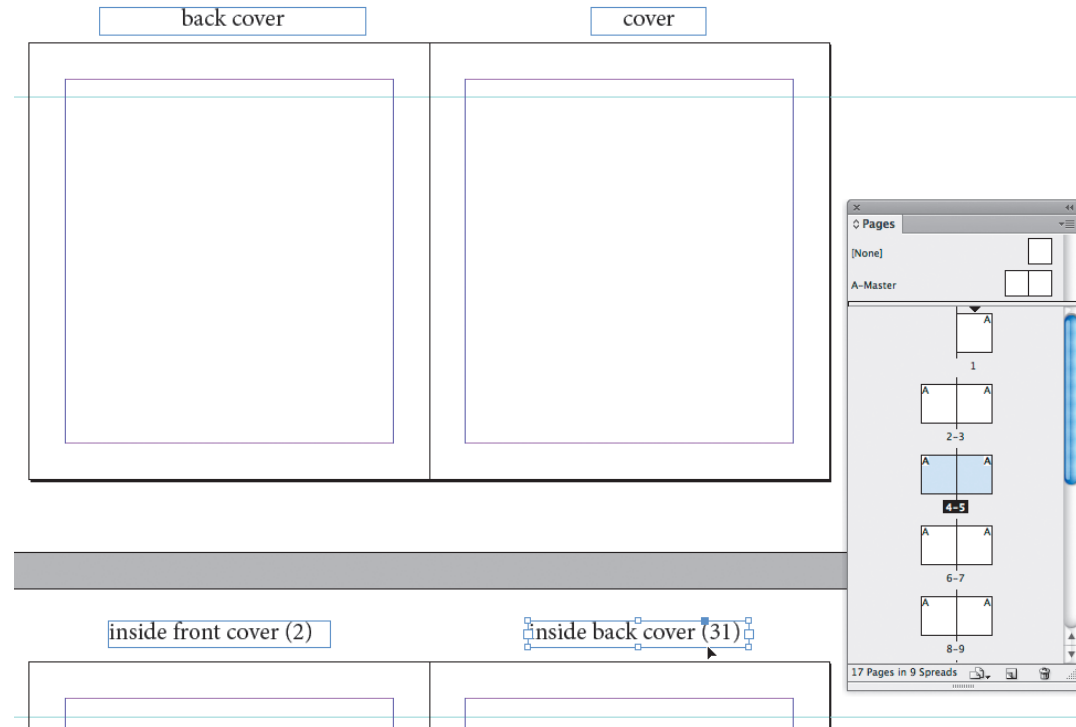 back cover
cover
Pages
[None]
A-Master
A
1
A A
2-3
A A
4-5
A A
6-7
A A
8-9
17 Pages in 9 Spreads
inside front cover (2)
inside back cover (31)